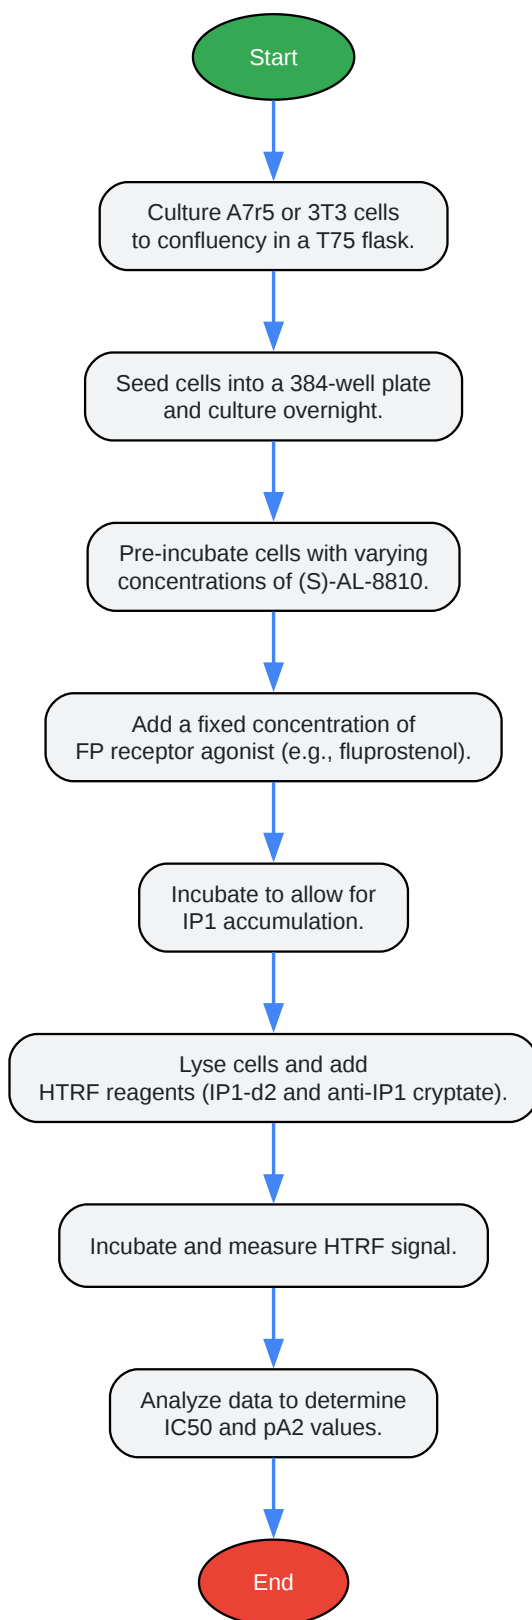 Start
Culture A7r5 or 3T3 cells
to confluency in a T75 flask.
Seed cells into a 384-well plate
and culture overnight.
Pre-incubate cells with varying
concentrations of (S)-AL-8810.
Add a fixed concentration of
FP receptor agonist (e.g., fluprostenol).
Incubate to allow for
IP1 accumulation.
Lyse cells and add
HTRF reagents (IP1-d2 and anti-IP1 cryptate).
Incubate and measure HTRF signal.
Analyze data to determine
IC50 and pA2 values.
End